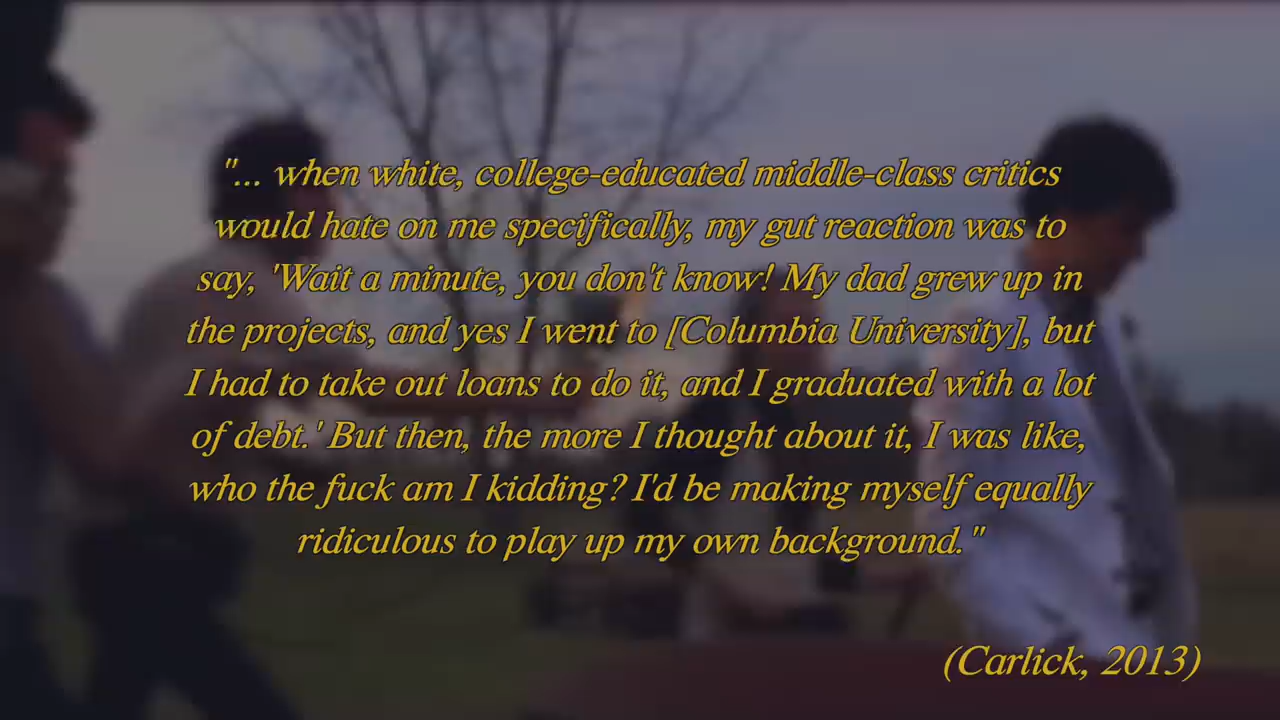 "... when white, college-educated middle-class critics
would hate on me specifically, my gut reaction was to
say, 'Wait a minute, you don't know! My dad grew up in
the projects, and yes I went to [Columbia University], but
I had to take out loans to do it, and I graduated with a lot
of debt.' But then, the more I thought about it, I was like,
who the fuck am I kidding? I'd be making myself equally
ridiculous to play up my own background."
(Carlick, 2013)